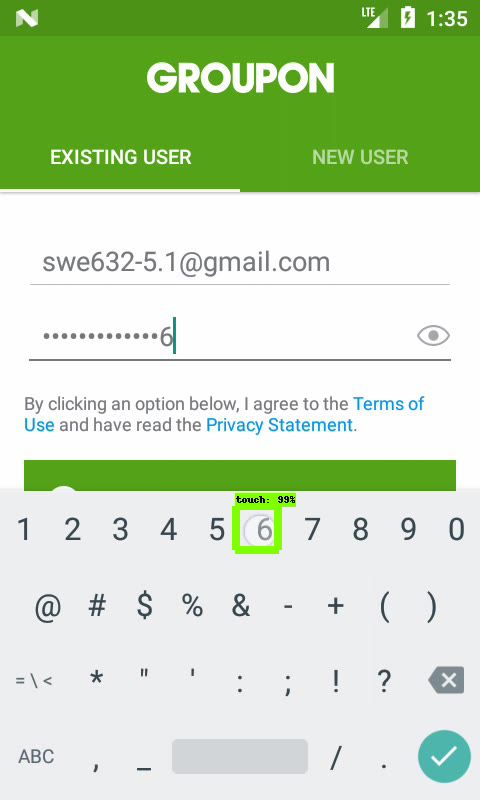 LTE 1:35
GROUPON
EXISTING USER NEW USER
swe632-5.1@gmail.com
•••••••••••••6
By clicking an option below, I agree to the Terms of
Use and have read the Privacy Statement.
touch: 99%
1 2 3 4 5 6 7 8 9 0
@ # $ % & - + ( )
= \ < * " ' : ; ! ?
ABC , _ / .